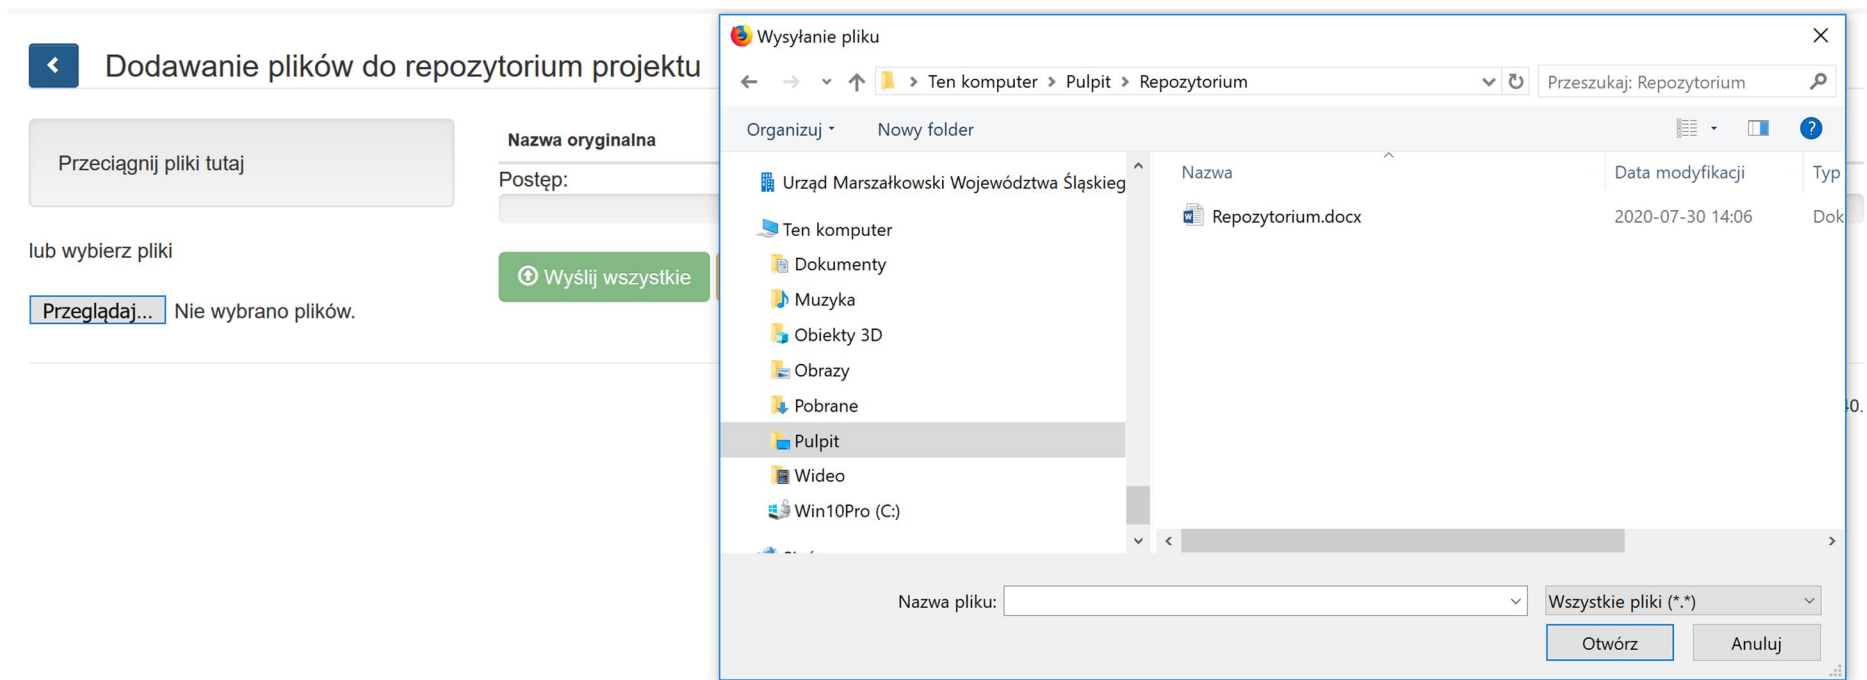 Dodawanie plików do repozytorium projektu
Przeciągnij pliki tutaj
lub wybierz pliki
Przeglądaj... Nie wybrano plików.
Nazwa oryginalna
Postęp:
Wyślij wszystkie
Wysyłanie pliku
Ten komputer > Pulpit > Repozytorium
Przeszukaj: Repozytorium
Organizuj
Nowy folder
Urząd Marszałkowski Województwa Śląskieg
Ten komputer
Dokumenty
Muzyka
Obiekty 3D
Obrazy
Pobrane
Pulpit
Wideo
Win10Pro (C:)
Nazwa Data modyfikacji Typ
Repozytorium.docx 2020-07-30 14:06 Dok
Nazwa pliku:
Wszystkie pliki (*.*)
Otwórz Anuluj